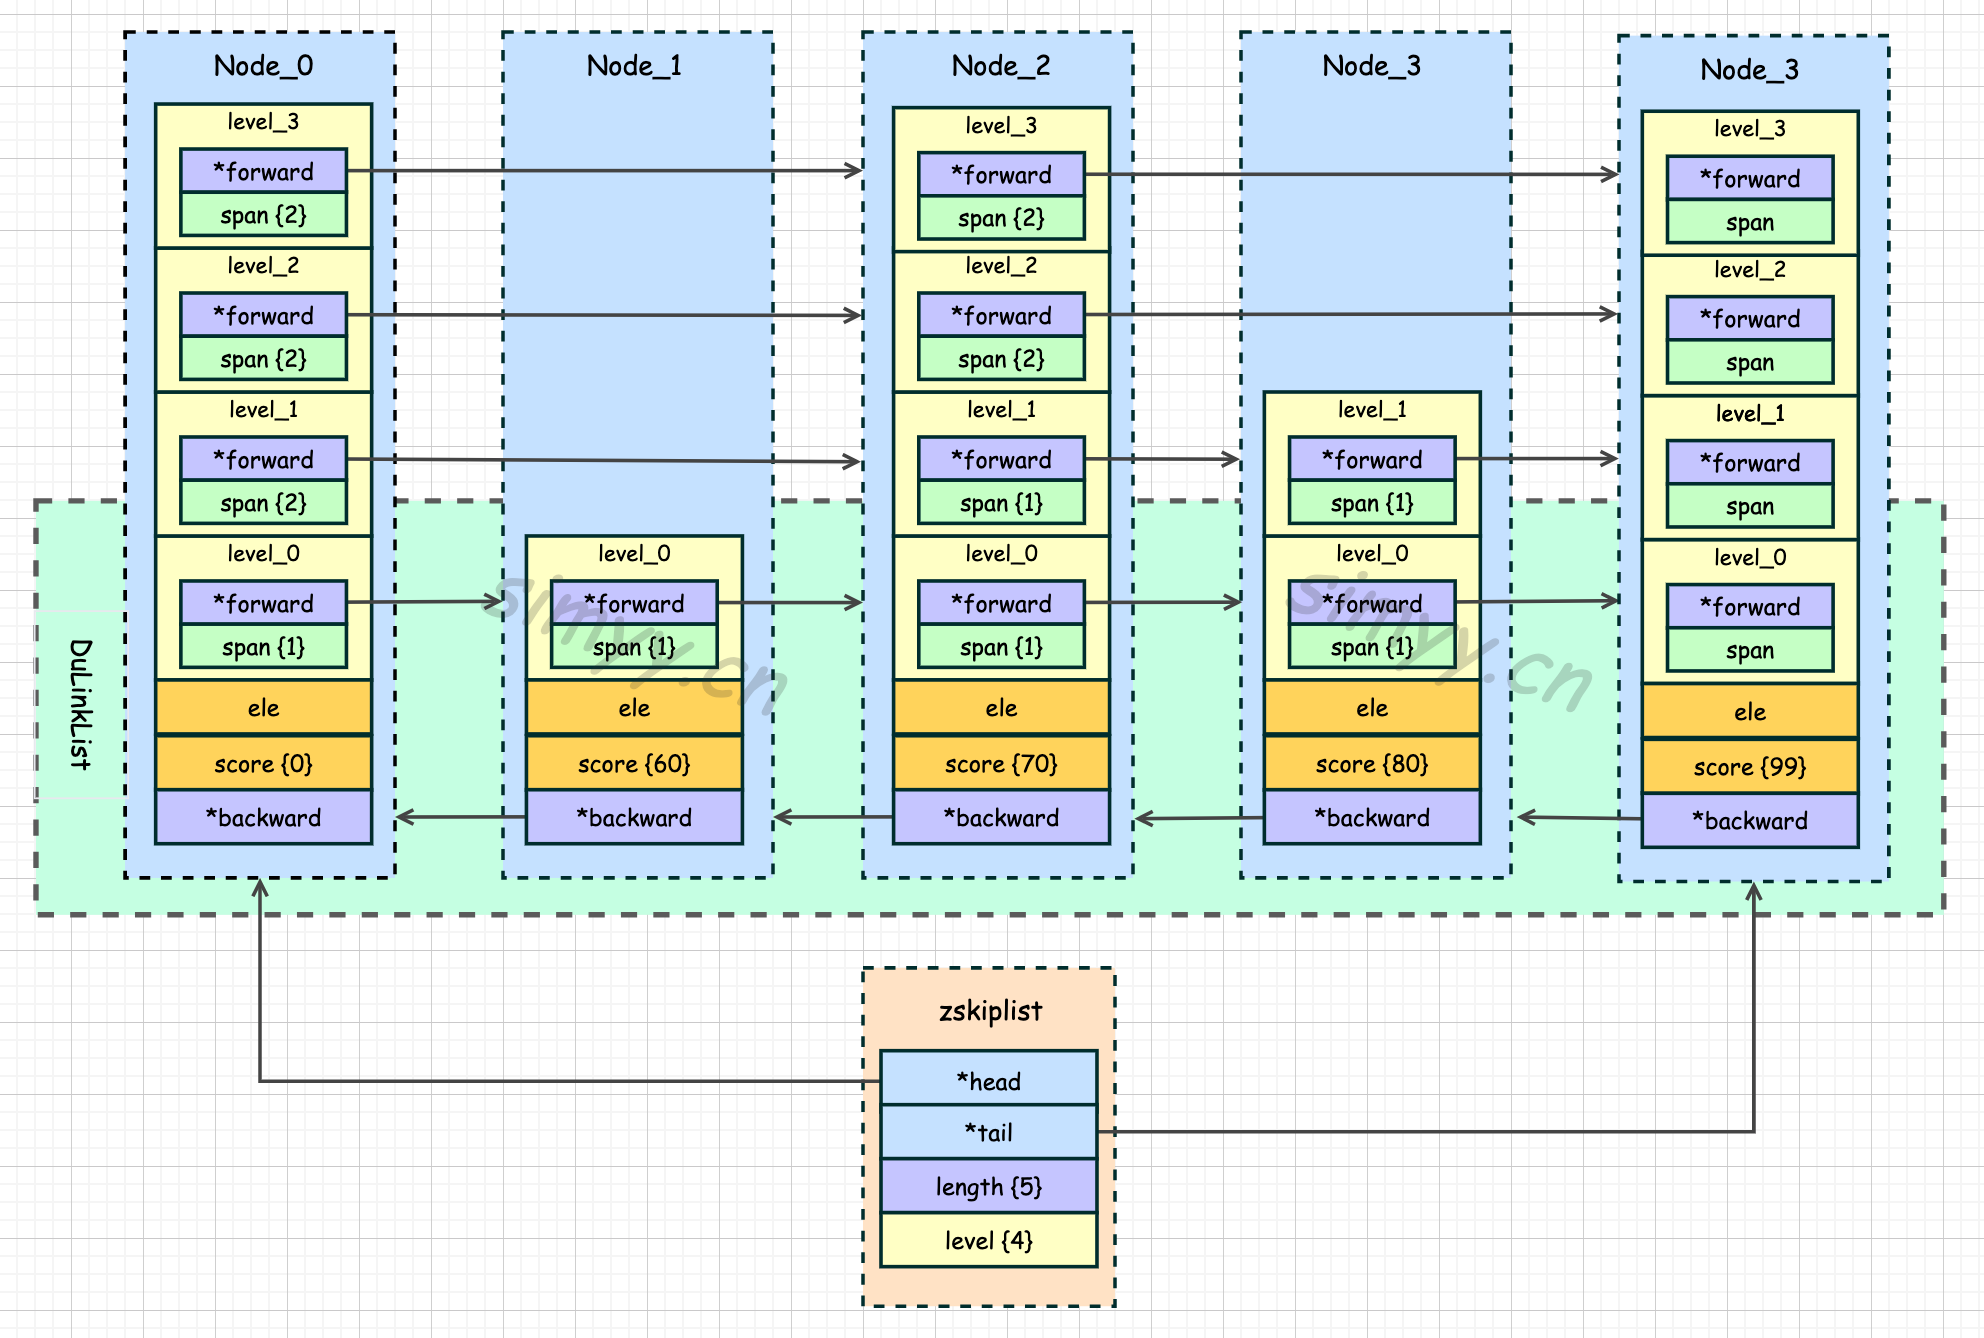 Node_0
level_3
*forward
span {2}
level_2
*forward
span {2}
level_1
*forward
span {2}
level_0
*forward
span {1}
ele
score {0}
*backward
Node_1
level_0
*forward
span {1}
ele
score {60}
*backward
Node_2
level_3
*forward
span {2}
level_2
*forward
span {2}
level_1
*forward
span {1}
level_0
*forward
span {1}
ele
score {70}
*backward
Node_3
level_1
*forward
span {1}
level_0
*forward
span {1}
ele
score {80}
*backward
Node_3
level_3
*forward
span
level_2
*forward
span
level_1
*forward
span
level_0
*forward
span
ele
score {99}
*backward
DuLinkList
simyy.cn
simyy.cn
zskiplist
*head
*tail
length {5}
level {4}